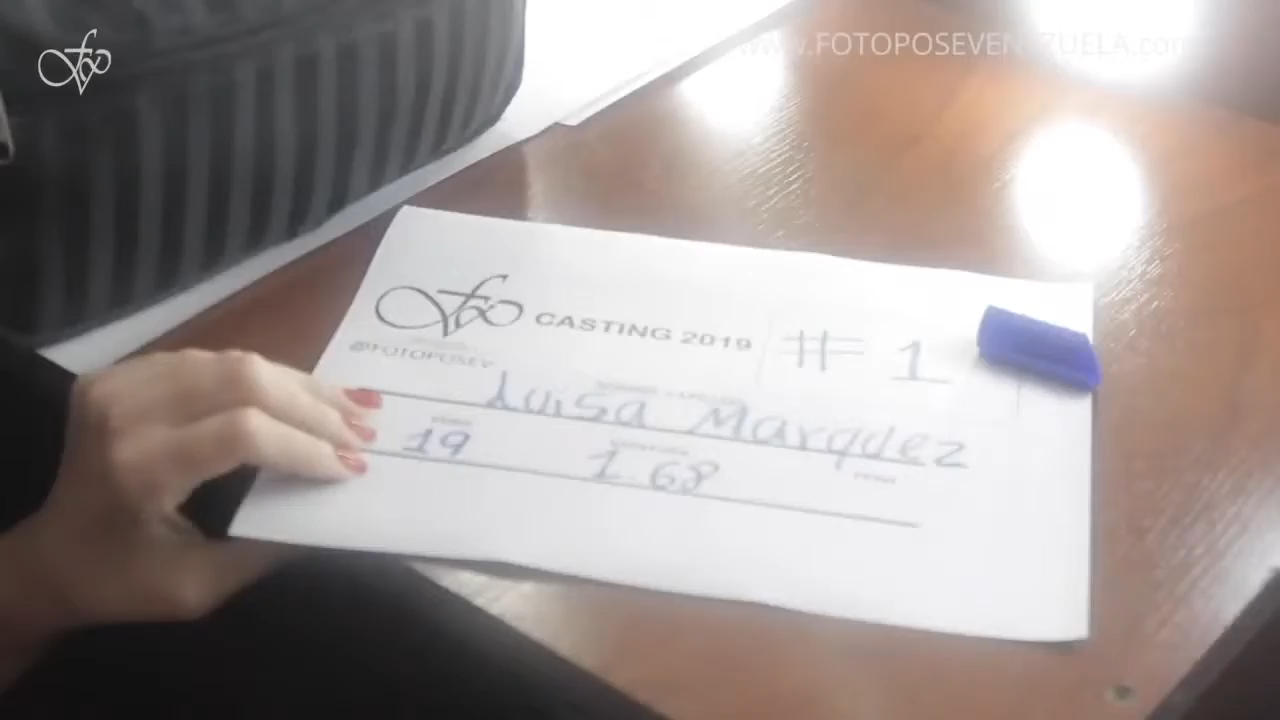 www.FOTOPOSEVENEZUELA.com
CASTING 2019 # 1
@FOTOPOSEV
Luisa Marquez
19 1.68